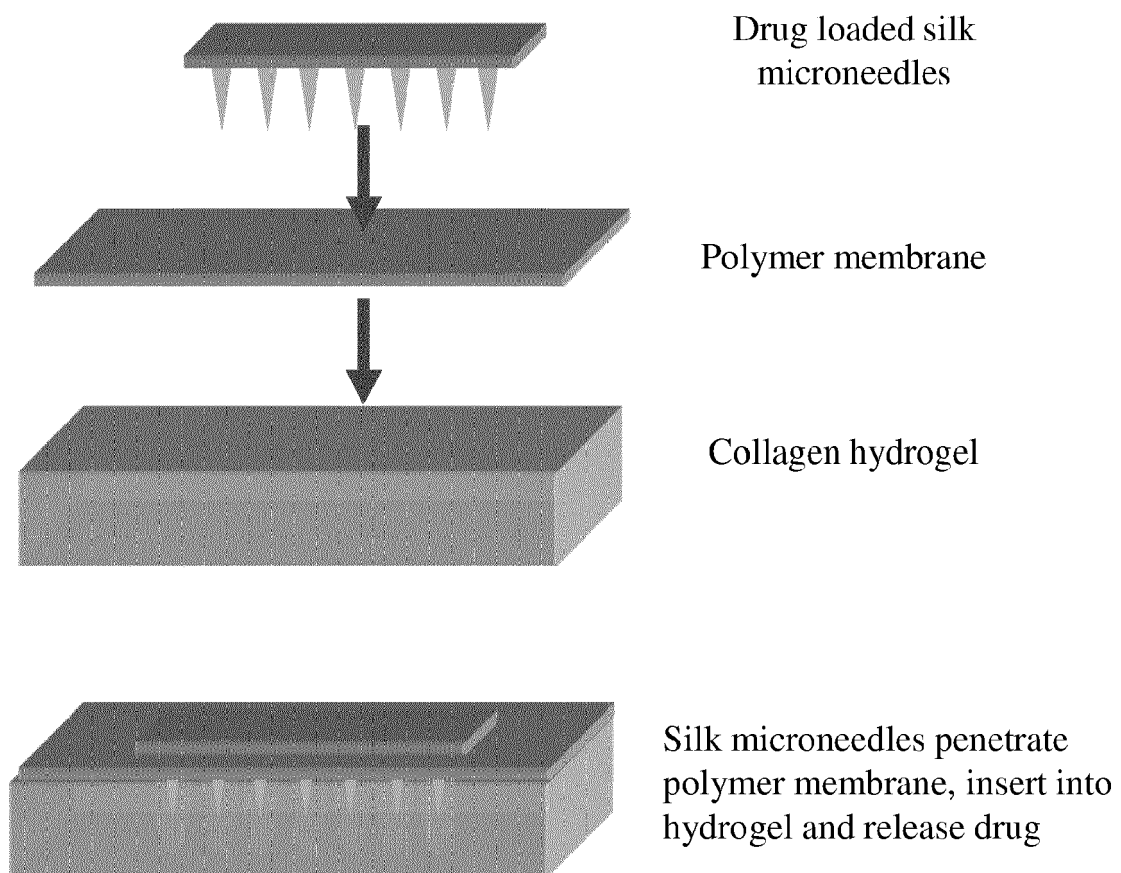 Drug loaded silk
microneedles
Polymer membrane
Collagen hydrogel
Silk microneedles penetrate
polymer membrane, insert into
hydrogel and release drug